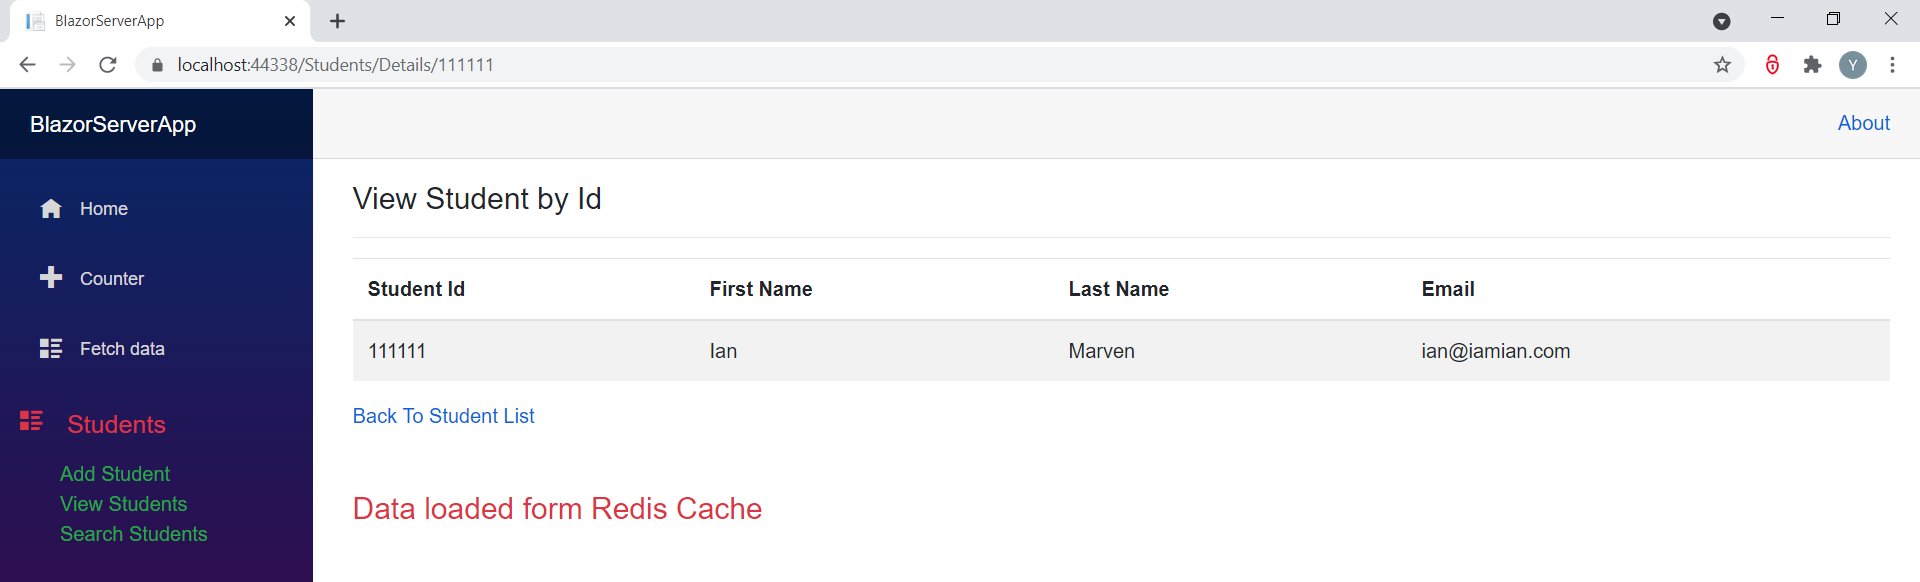 BlazorServerApp
localhost:44338/Students/Details/111111
Y
BlazorServerApp
About
Home
Counter
Fetch data
Students
Add Student
View Students
Search Students
View Student by Id
Student Id First Name Last Name Email
111111 Ian Marven ian@iamian.com
Back To Student List
Data loaded form Redis Cache